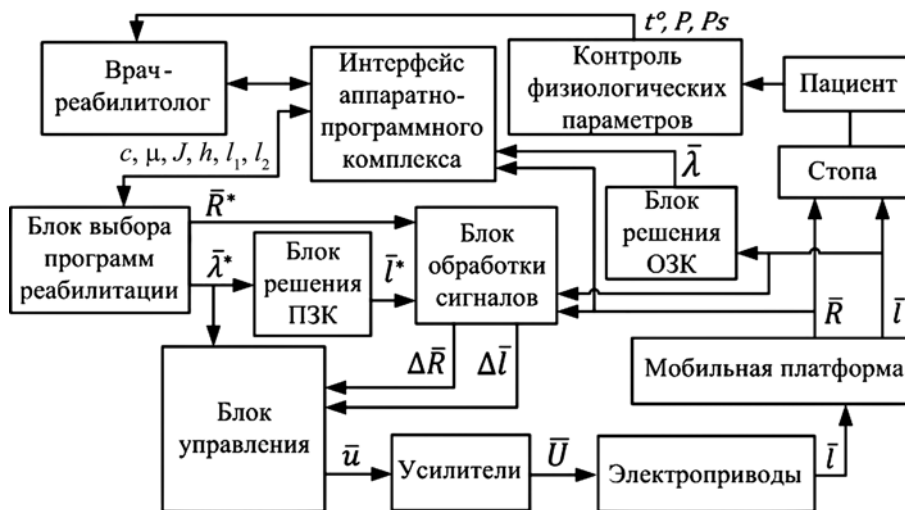 t°, P, Ps
Врач-
реабилитолог
Интерфейс
аппаратно-
программного
комплекса
Контроль
физиологических
параметров
Пациент
Стопа
c, μ, J, h, l₁, l₂
λ̄
R̄*
Блок выбора
программ
реабилитации
λ̄*
Блок
решения
ПЗК
l̄*
Блок
обработки
сигналов
Блок
решения
ОЗК
R̄
l̄
ΔR̄
Δl̄
Мобильная платформа
Блок
управления
ū
Усилители
Ū
Электроприводы
l̄